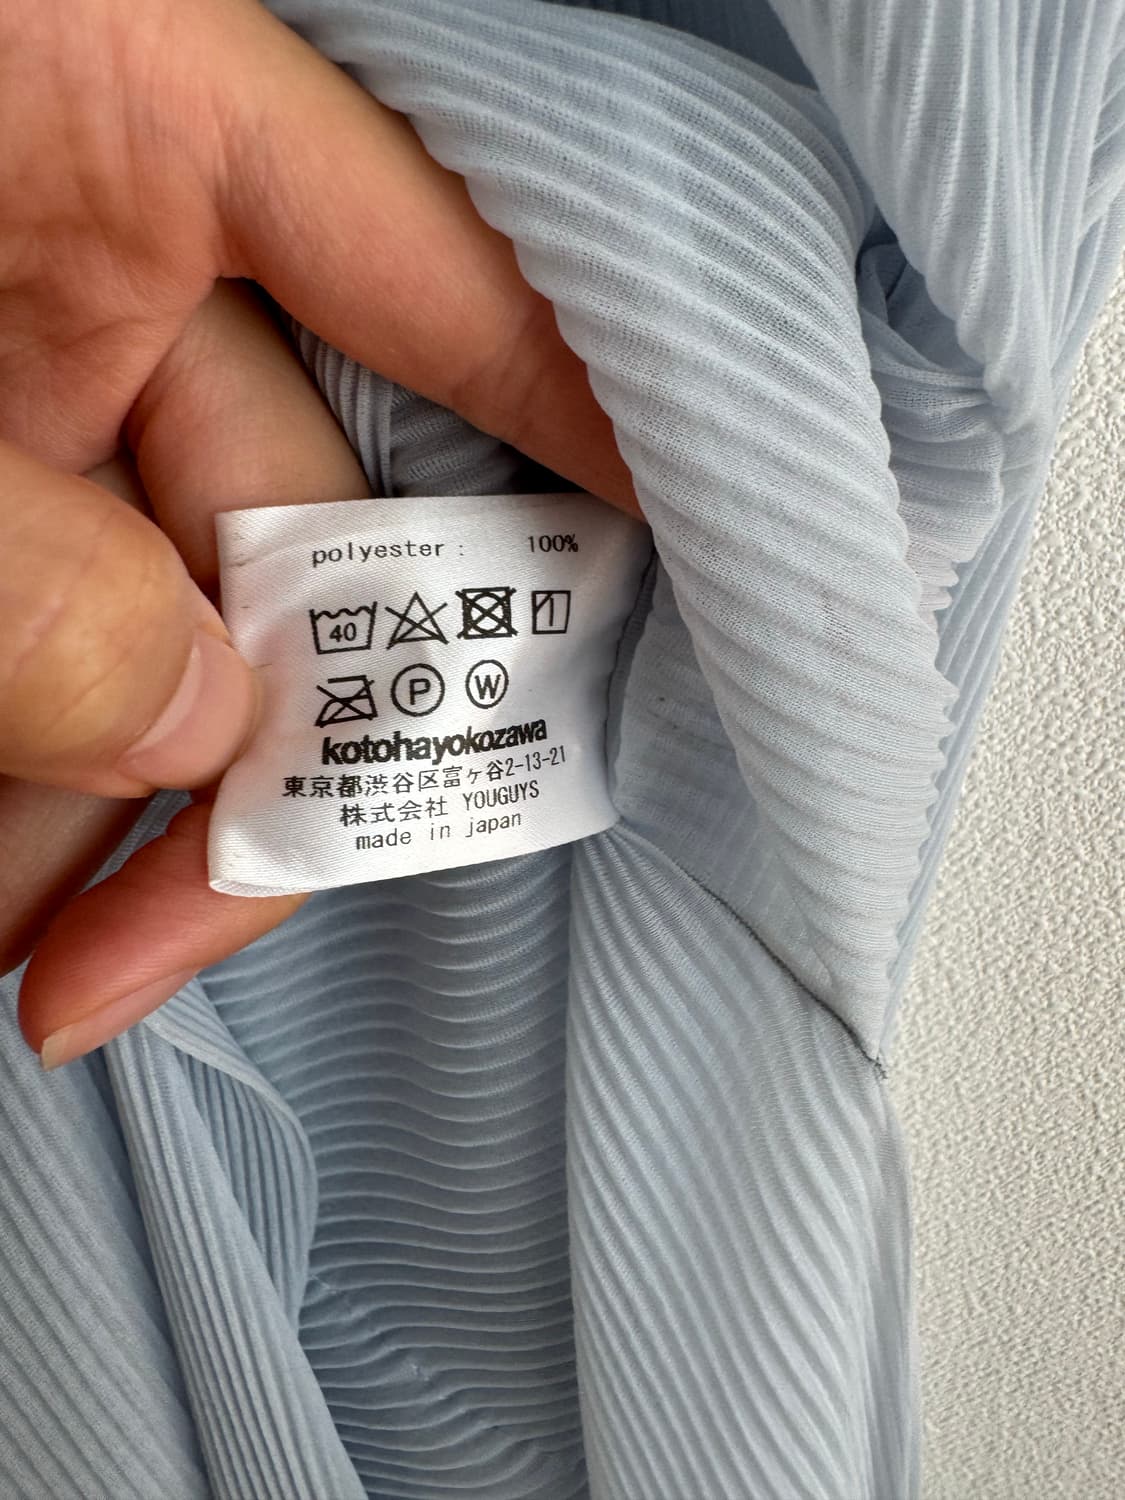 polyester : 100%
40
P W
kotohayokozawa
東京都渋谷区富ヶ谷2-13-21
株式会社 YOUGUYS
made in japan